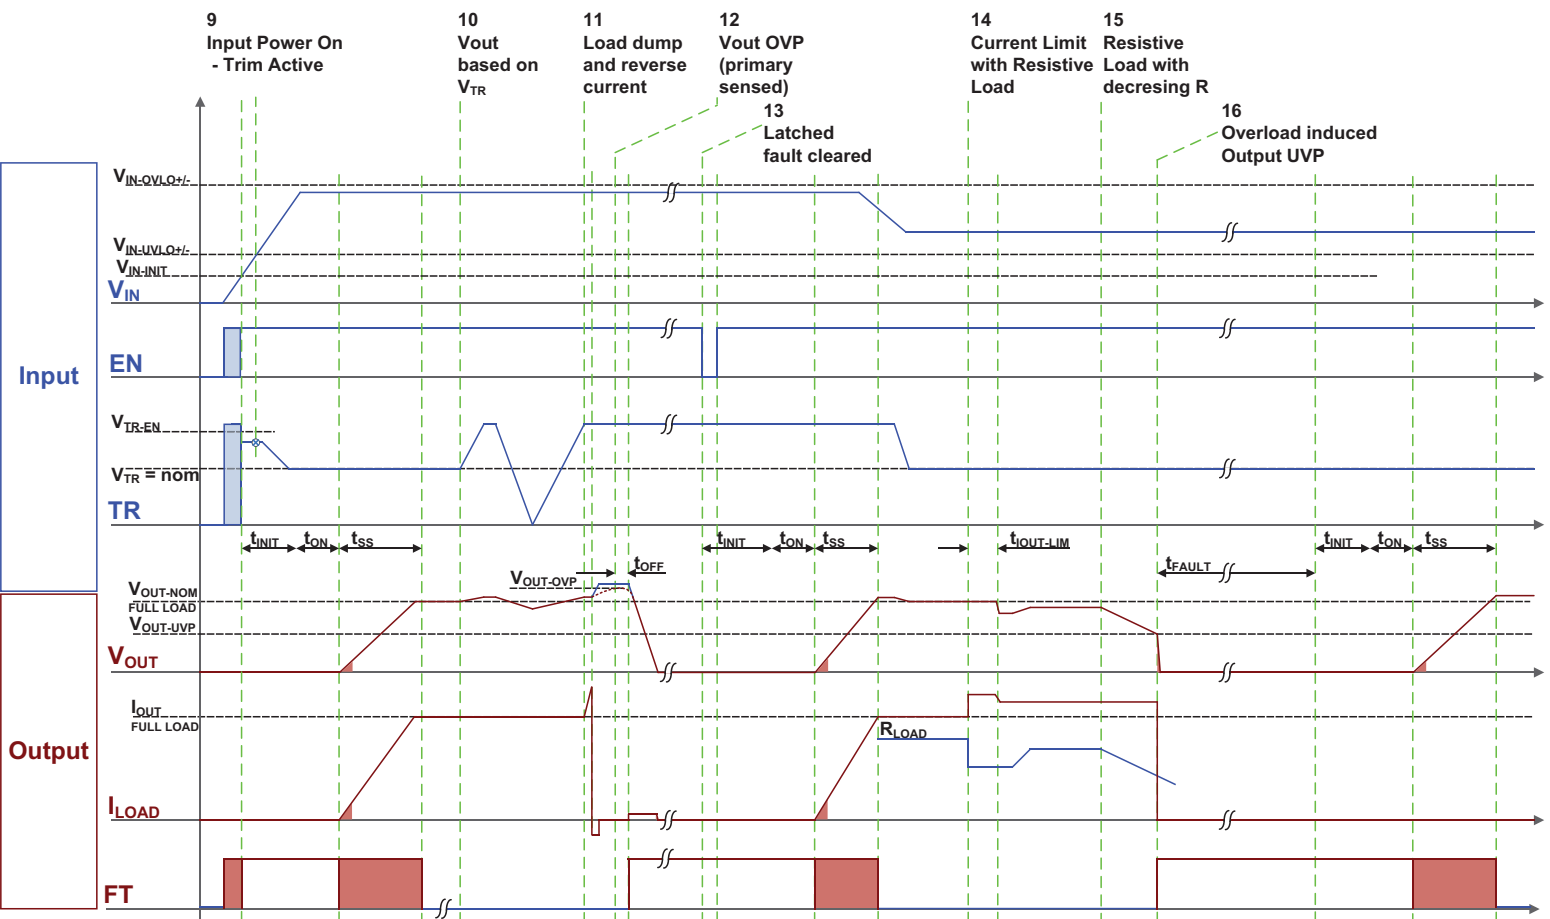 9
Input Power On
- Trim Active
10
Vout
based on
VTR
11
Load dump
and reverse
current
12
Vout OVP
(primary
sensed)
13
Latched
fault cleared
14
Current Limit
with Resistive
Load
15
Resistive
Load with
decresing R
16
Overload induced
Output UVP
Input
VIN-OVLO+/-
VIN-UVLO+/-
VIN-INIT
VIN
EN
VTR-EN
VTR = nom
TR
tINIT
tON
tSS
tOFF
tINIT
tON
tSS
tIOUT-LIM
tFAULT
tINIT
tON
tSS
Output
VOUT-NOM
FULL LOAD
VOUT-OVP
VOUT-UVP
VOUT
IOUT
FULL LOAD
RLOAD
ILOAD
FT